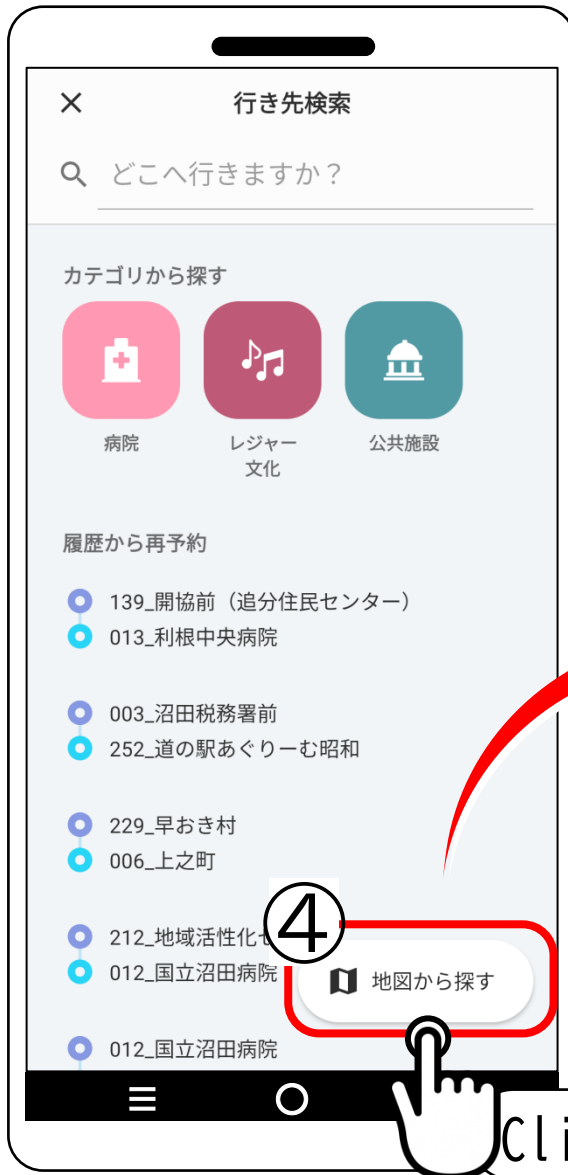 行き先検索
どこへ行きますか？
カテゴリから探す
病院
レジャー
文化
公共施設
履歴から再予約
139_開協前（追分住民センター）
013_利根中央病院
003_沼田税務署前
252_道の駅あぐりーむ昭和
229_早おき村
006_上之町
④
212_地域活性化
012_国立沼田病院
地図から探す
012_国立沼田病院
Cli